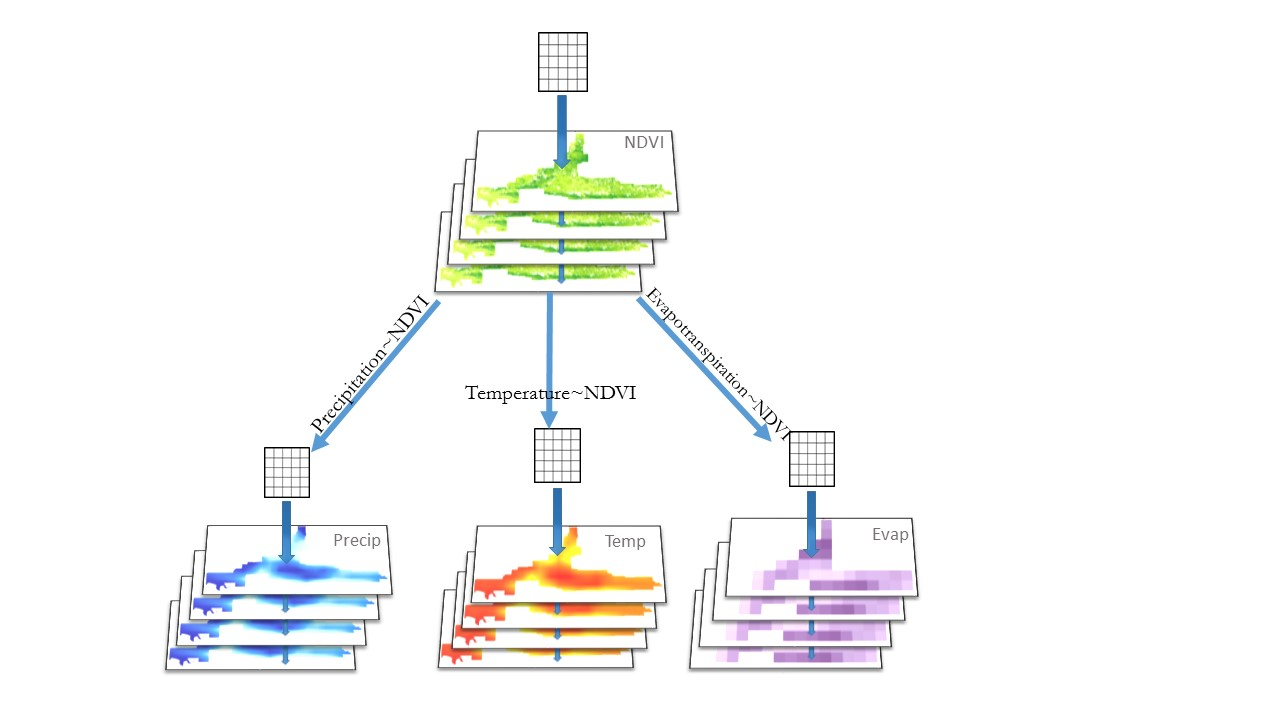 NDVI
Precipitation~NDVI
Temperature~NDVI
Evapotranspiration~NDVI
Precip
Temp
Evap